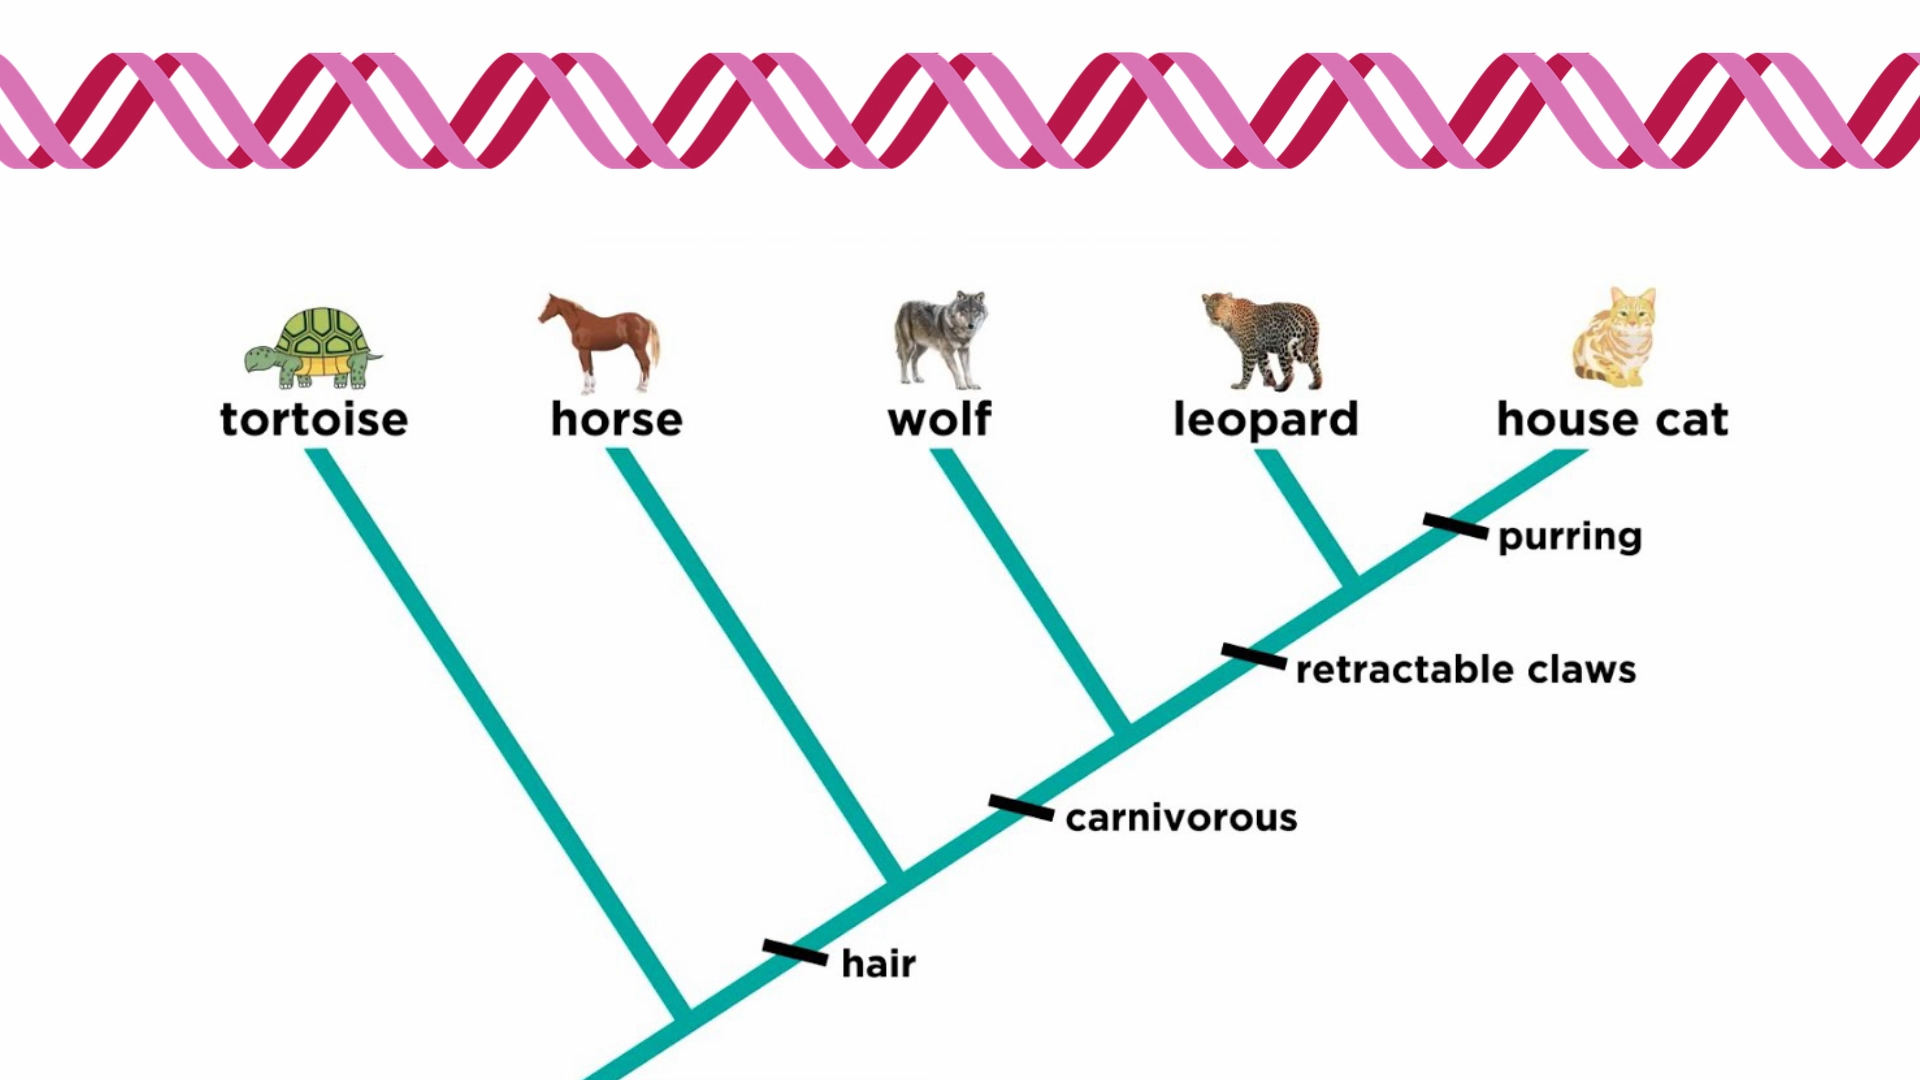 tortoise
horse
wolf
leopard
house cat
purring
retractable claws
carnivorous
hair